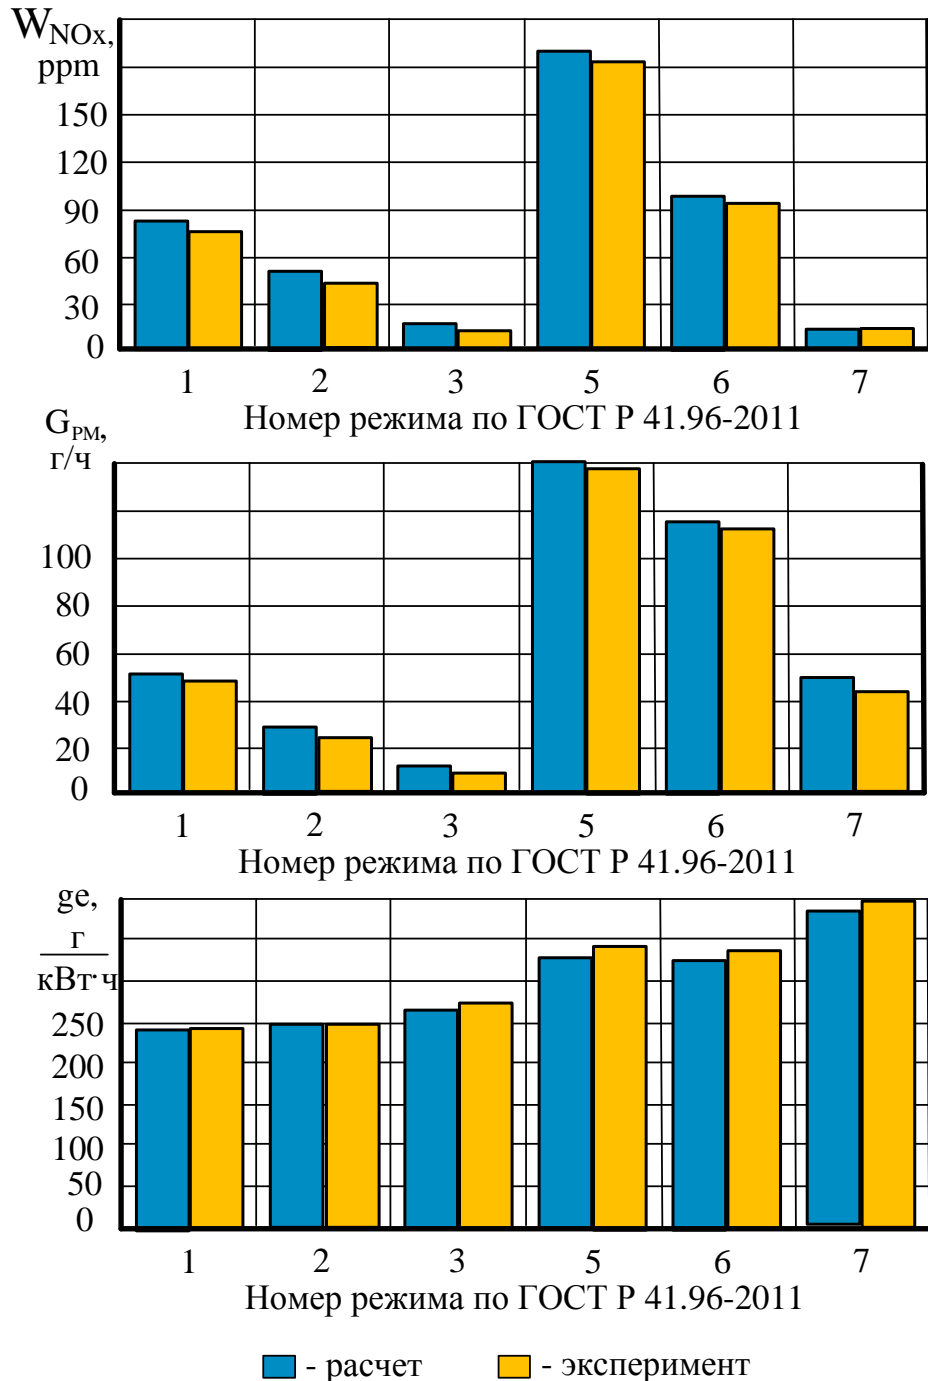 W_NOx,
ppm
150
120
90
60
30
0
1 2 3 5 6 7
Номер режима по ГОСТ Р 41.96-2011
G_PM,
г/ч
100
80
60
40
20
0
1 2 3 5 6 7
Номер режима по ГОСТ Р 41.96-2011
ge,
г
кВт·ч
250
200
150
100
50
0
1 2 3 5 6 7
Номер режима по ГОСТ Р 41.96-2011
- расчет - эксперимент